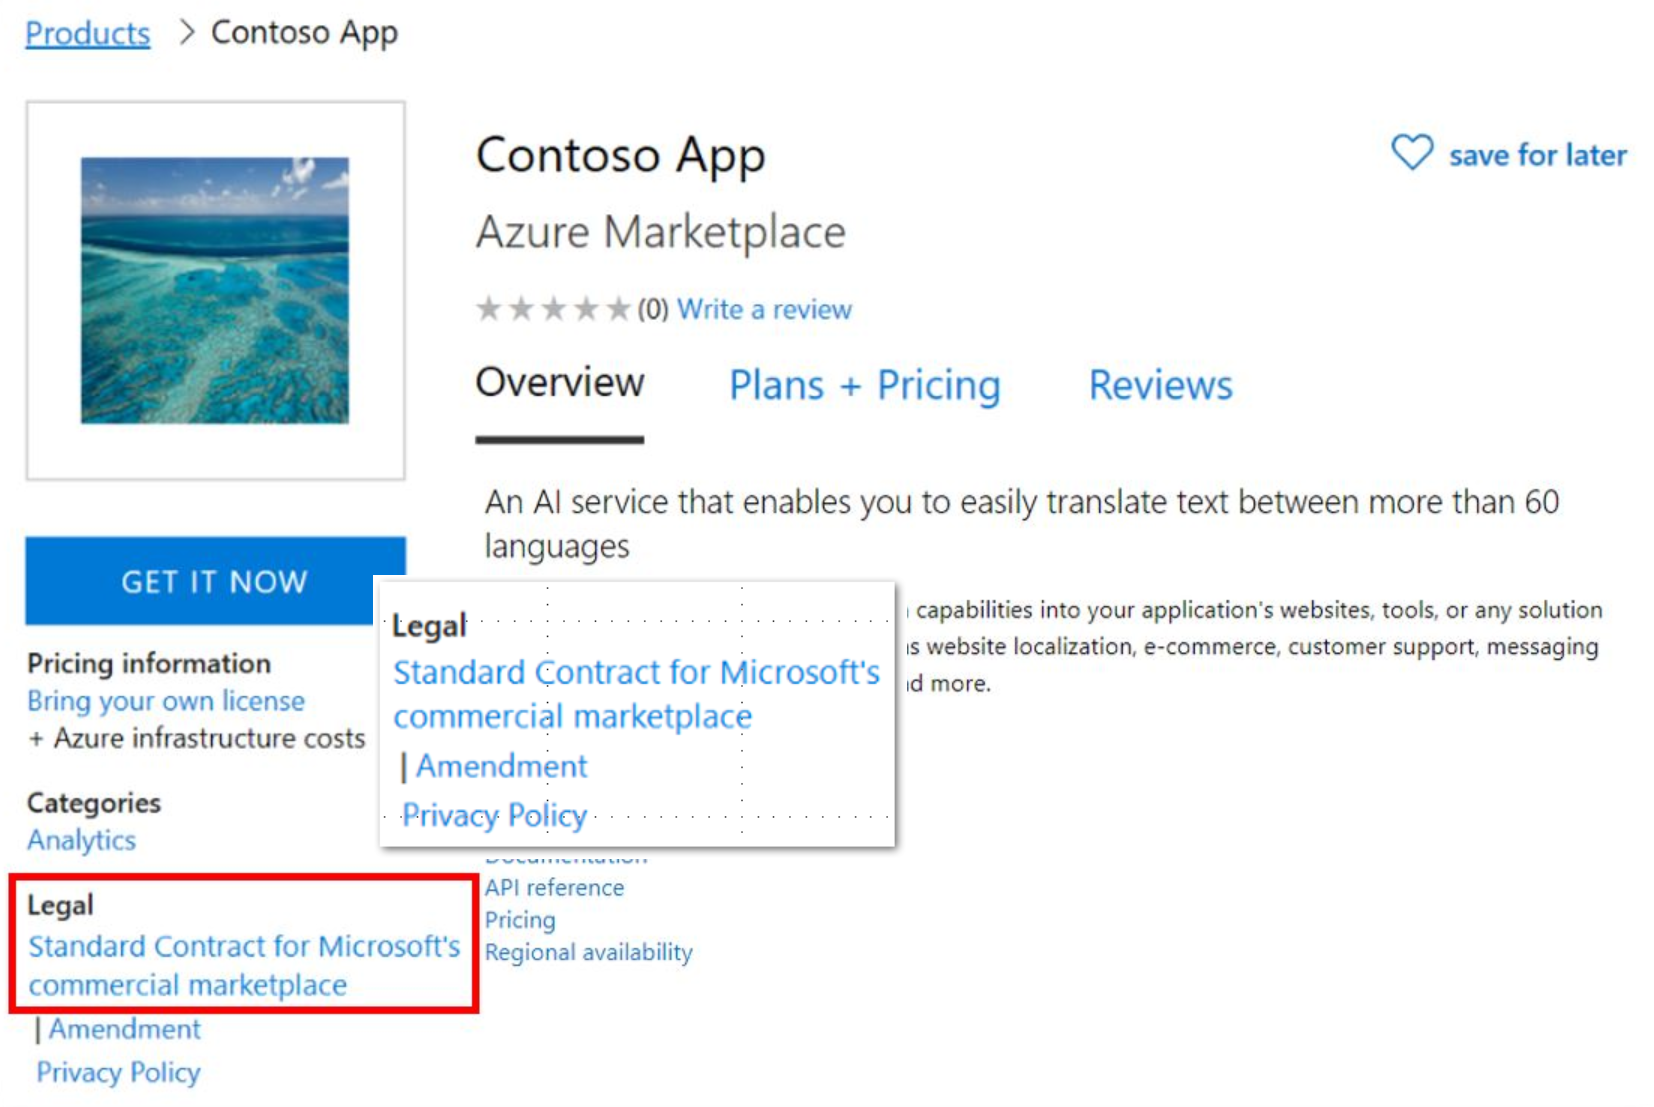 Products > Contoso App
Contoso App
save for later
Azure Marketplace
(0) Write a review
Overview Plans + Pricing Reviews
An AI service that enables you to easily translate text between more than 60
languages
GET IT NOW
capabilities into your application's websites, tools, or any solution
website localization, e-commerce, customer support, messaging
more.
Pricing information
Bring your own license
+ Azure infrastructure costs
Categories
Analytics
Legal
Standard Contract for Microsoft's
commercial marketplace
| Amendment
Privacy Policy
Legal
Standard Contract for Microsoft's
commercial marketplace
| Amendment
Privacy Policy
API reference
Pricing
Regional availability